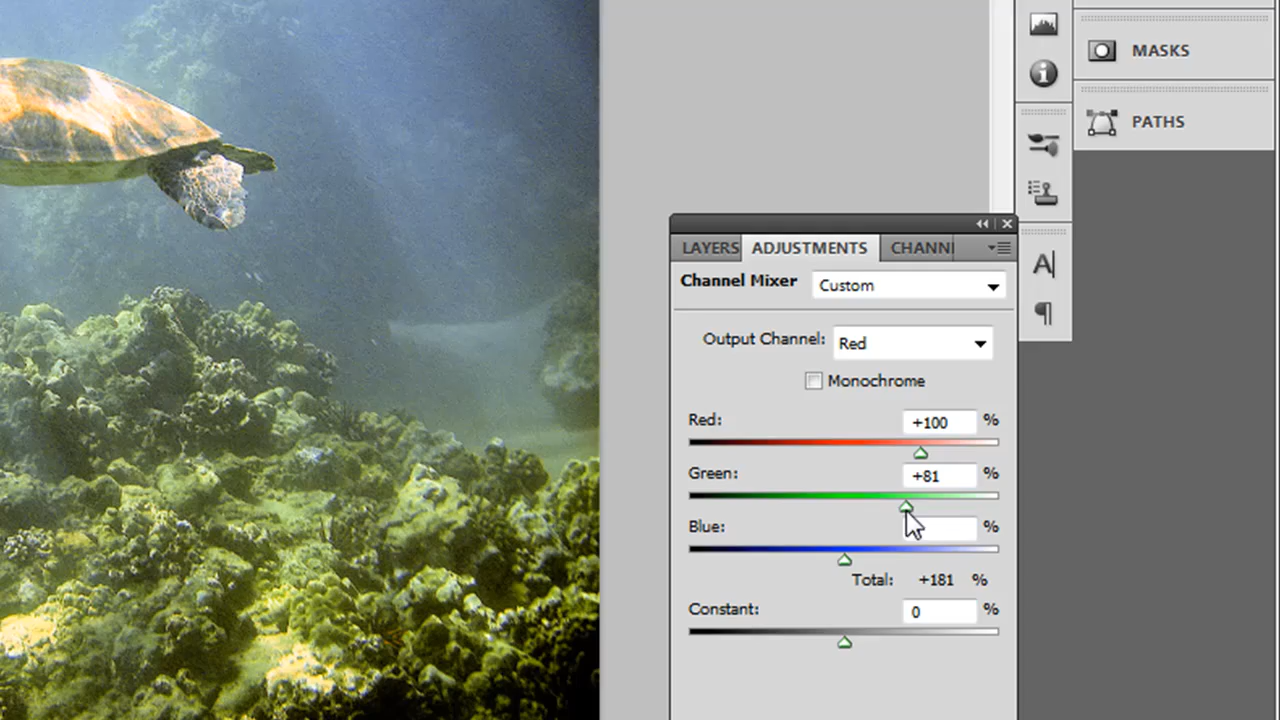 MASKS
PATHS
LAYERS ADJUSTMENTS CHANN
Channel Mixer Custom
Output Channel: Red
Monochrome
Red: +100 %
Green: +81 %
Blue: %
Total: +181 %
Constant: 0 %
A